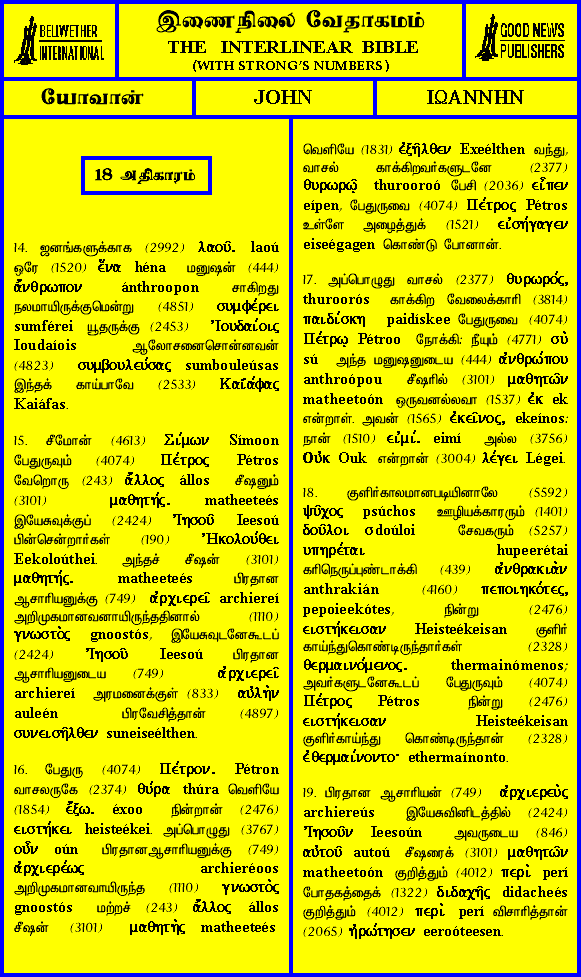 BELLWETHER
INTERNATIONAL
இணைநிலை வேதாகமம்
THE INTERLINEAR BIBLE
(WITH STRONG'S NUMBERS)
GOOD NEWS
PUBLISHERS
யோவான்
JOHN
ΙΩΑΝΝΗΝ
18 அதிகாரம்
14. ஜனங்களுக்காக (2992) λαοῦ. laoú
ஒரே (1520) ἕνα héna மனுஷன் (444)
ἄνθρωπον ánthroopon சாகிறது
நலமாயிருக்குமென்று (4851) συμφέρει
sumférei யூதருக்கு (2453) Ἰουδαίοις
Ioudaíois ஆலோசனைசொன்னவன்
(4823) συμβουλεύσας sumbouleúsas
இந்தக் காய்பாவே (2533) Καϊάφας
Kaiáfas.
15. சீமோன் (4613) Σίμων Símoon
பேதுருவும் (4074) Πέτρος Pétros
வேறொரு (243) ἄλλος állos சீஷனும்
(3101) μαθητής. matheeteés
இயேசுவுக்குப் (2424) Ἰησοῦ Ieesoú
பின்சென்றார்கள் (190) Ἠκολούθει
Eekoloúthei. அந்தச் சீஷன் (3101)
μαθητής. matheeteés பிரதான
ஆசாரியனுக்கு (749) ἀρχιερεῖ archiereí
அறிமுகமானவனாயிருந்ததினால் (1110)
γνωστὸς gnoostós, இயேசுவுடனேகூடப்
(2424) Ἰησοῦ Ieesoú பிரதான
ஆசாரியனுடைய (749) ἀρχιερεῖ
archiereí அரமனைக்குள் (833) αὐλὴν
auleén பிரவேசித்தான் (4897)
συνεισῆλθεν suneiseélthen.
16. பேதுரு (4074) Πέτρον. Pétron
வாசலருகே (2374) θύρα thúra வெளியே
(1854) ἔξω. éxoo நின்றான் (2476)
ειστήκει heisteékei. அப்பொழுது (3767)
οὖν oún பிரதானஆசாரியனுக்கு (749)
ἀρχιερέως archieréoos
அறிமுகமானவாயிருந்த (1110) γνωστὸς
gnoostós மற்றச் (243) ἄλλος állos
சீஷன் (3101) μαθητὴς matheeteés
வெளியே (1831) ἐξῆλθεν Exeélthen வந்து,
வாசல் காக்கிறவர்களுடனே (2377)
θυρωρῷ thurooroó பேசி (2036) εἶπεν
eípen, பேதுருவை (4074) Πέτρος Pétros
உள்ளே அழைத்துக் (1521) εἰσήγαγεν
eiseégagen கொண்டு போனான்.
17. அப்பொழுது வாசல் (2377) θυρωρός,
thuroorós காக்கிற வேலைக்காரி (3814)
παιδίσκη paidískee பேதுருவை (4074)
Πέτρῳ Pétroo நோக்கி: நீயும் (4771) σὺ
sú அந்த மனுஷனுடைய (444) ἀνθρώπου
anthroópou சீஷரில் (3101) μαθητῶν
matheetoón ஒருவனல்லவா (1537) ἐκ ek
என்றாள். அவன் (1565) ἐκεῖνος, ekeínos:
நான் (1510) εἰμί. eimí அல்ல (3756)
Οὐκ Ouk என்றான் (3004) λέγει Légei.
18. குளிர்காலமானபடியினாலே (5592)
ψῦχος psúchos ஊழியக்காரரும் (1401)
δοῦλοι σdoúloi சேவகரும் (5257)
υπηρέται hupeerétai
கரிநெருப்புண்டாக்கி (439) ἀνθρακιὰν
anthrakián (4160) πεποιηκότες,
pepoieekótes, நின்று (2476)
ειστήκεισαν Heisteékeisan குளிர்
காய்ந்துகொண்டிருந்தார்கள் (2328)
θερμαινόμενος. thermainómenos;
அவர்களுடனேகூடப் பேதுருவும் (4074)
Πέτρος Pétros நின்று (2476)
ειστήκεισαν Heisteékeisan
குளிர்காய்ந்து கொண்டிருந்தான் (2328)
ἐθερμαίνοντο· ethermaínonto.
19. பிரதான ஆசாரியன் (749) ἀρχιερεὺς
archiereús இயேசுவினிடத்தில் (2424)
Ἰησοῦν Ieesoún அவருடைய (846)
αὐτοῦ autoú சீஷரைக் (3101) μαθητῶν
matheetoón குறித்தும் (4012) περὶ perí
போதகத்தைக் (1322) διδαχῆς didacheés
குறித்தும் (4012) περὶ perí விசாரித்தான்
(2065) ἠρώτησεν eeroóteesen.